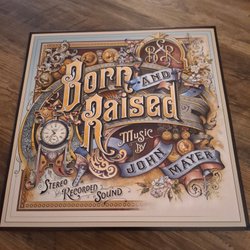 B&R
Born AND
Raised
Music BY
JOHN
MAYER
Stereo
Recorded
Sound